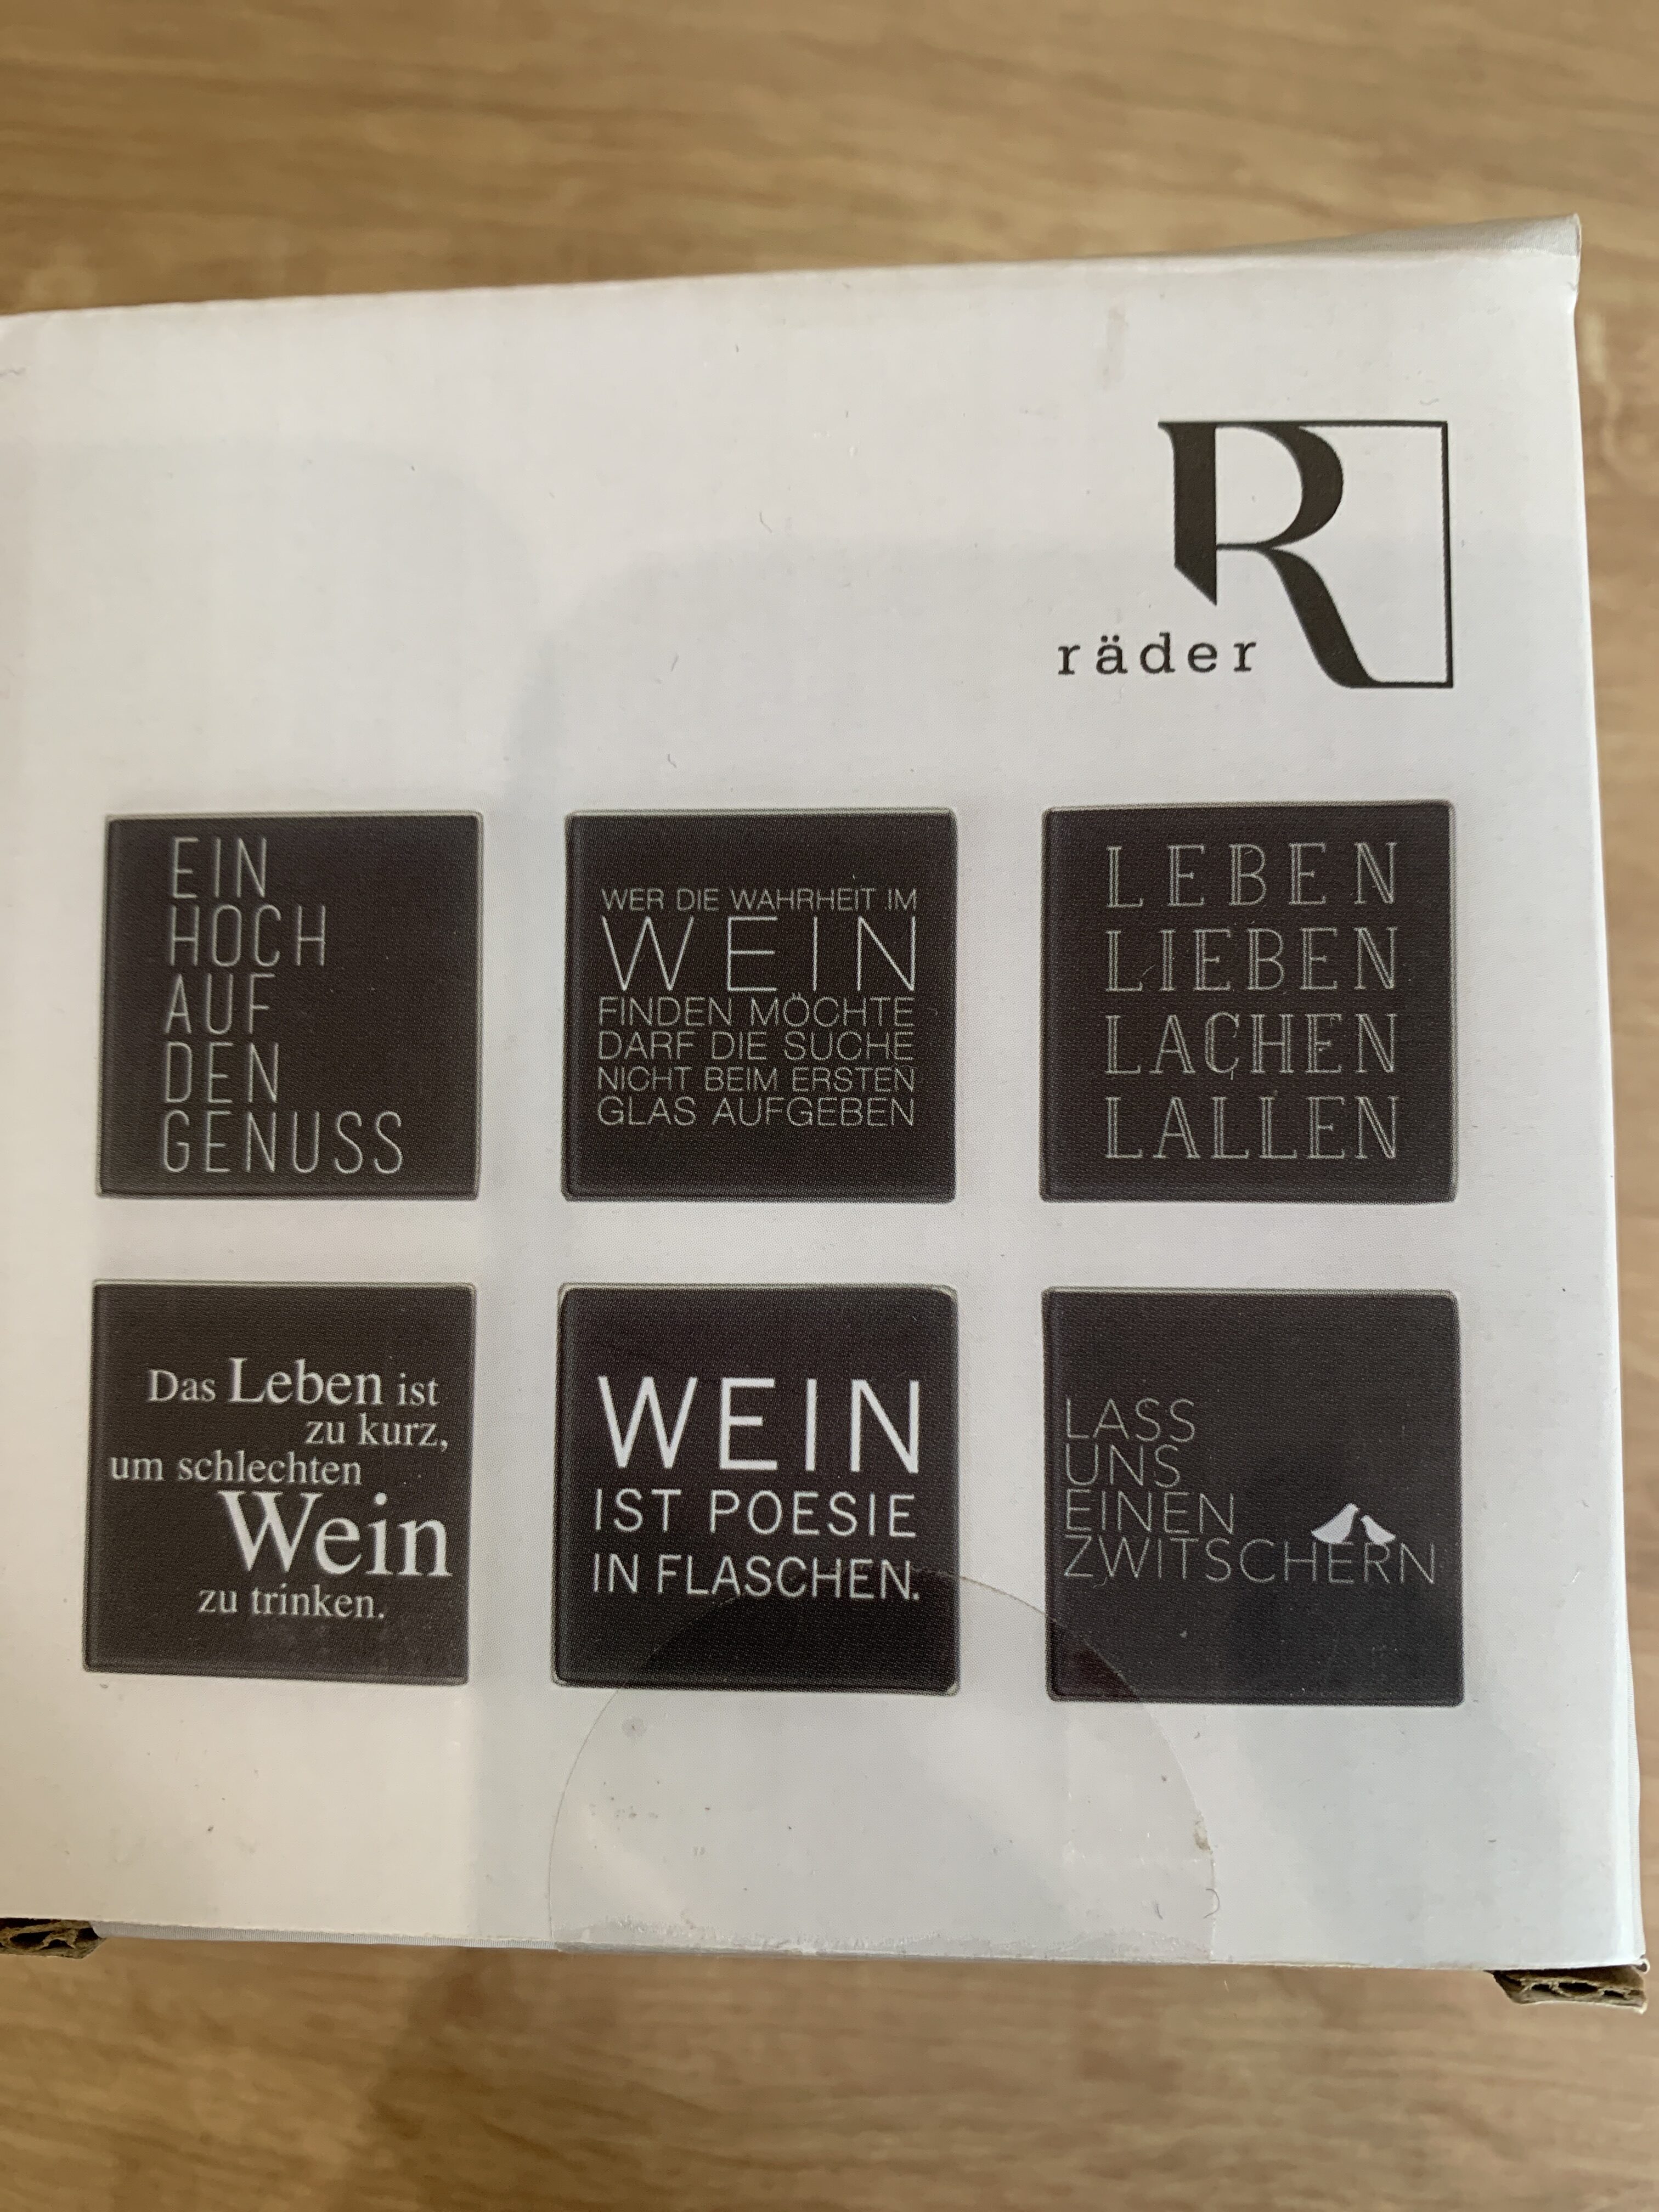 R
räder
EIN
HOCH
AUF
DEN
GENUSS
WER DIE WAHRHEIT IM
WEIN
FINDEN MÖCHTE
DARF DIE SUCHE
NICHT BEIM ERSTEN
GLAS AUFGEBEN
LEBEN
LIEBEN
LACHEN
LALLEN
Das Leben ist
zu kurz,
um schlechten
Wein
zu trinken.
WEIN
IST POESIE
IN FLASCHEN.
LASS
UNS
EINEN
ZWITSCHERN